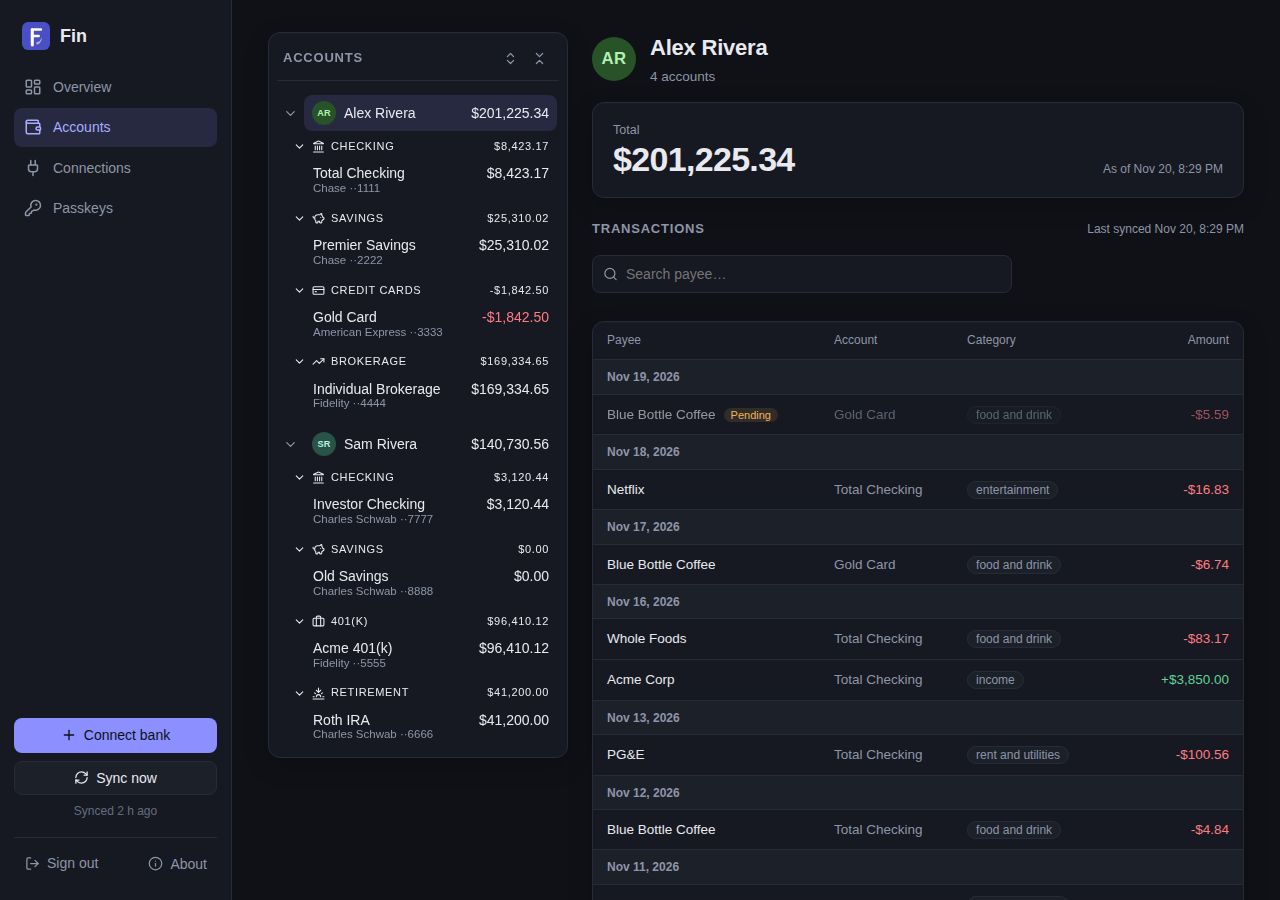 Fin
Overview
Accounts
Connections
Passkeys
Connect bank
Sync now
Synced 2 h ago
Sign out
About
ACCOUNTS
AR Alex Rivera $201,225.34
CHECKING $8,423.17
Total Checking $8,423.17
Chase ··1111
SAVINGS $25,310.02
Premier Savings $25,310.02
Chase ··2222
CREDIT CARDS -$1,842.50
Gold Card -$1,842.50
American Express ··3333
BROKERAGE $169,334.65
Individual Brokerage $169,334.65
Fidelity ··4444
SR Sam Rivera $140,730.56
CHECKING $3,120.44
Investor Checking $3,120.44
Charles Schwab ··7777
SAVINGS $0.00
Old Savings $0.00
Charles Schwab ··8888
401(K) $96,410.12
Acme 401(k) $96,410.12
Fidelity ··5555
RETIREMENT $41,200.00
Roth IRA $41,200.00
Charles Schwab ··6666
AR Alex Rivera
4 accounts
Total
$201,225.34
As of Nov 20, 8:29 PM
TRANSACTIONS Last synced Nov 20, 8:29 PM
Search payee…
Payee Account Category Amount
Nov 19, 2026
Blue Bottle Coffee Pending Gold Card food and drink -$5.59
Nov 18, 2026
Netflix Total Checking entertainment -$16.83
Nov 17, 2026
Blue Bottle Coffee Gold Card food and drink -$6.74
Nov 16, 2026
Whole Foods Total Checking food and drink -$83.17
Acme Corp Total Checking income +$3,850.00
Nov 13, 2026
PG&E Total Checking rent and utilities -$100.56
Nov 12, 2026
Blue Bottle Coffee Total Checking food and drink -$4.84
Nov 11, 2026